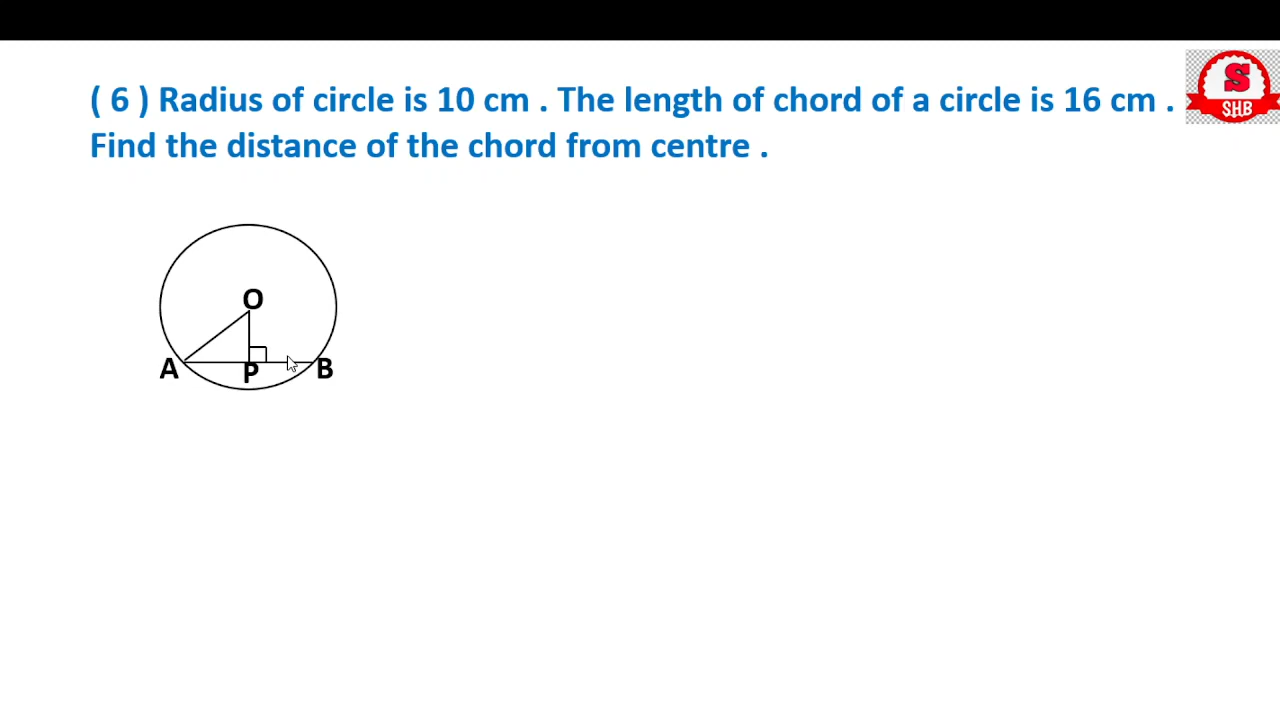 ( 6 ) Radius of circle is 10 cm . The length of chord of a circle is 16 cm .
Find the distance of the chord from centre .
S
SHB
O
A
P
B